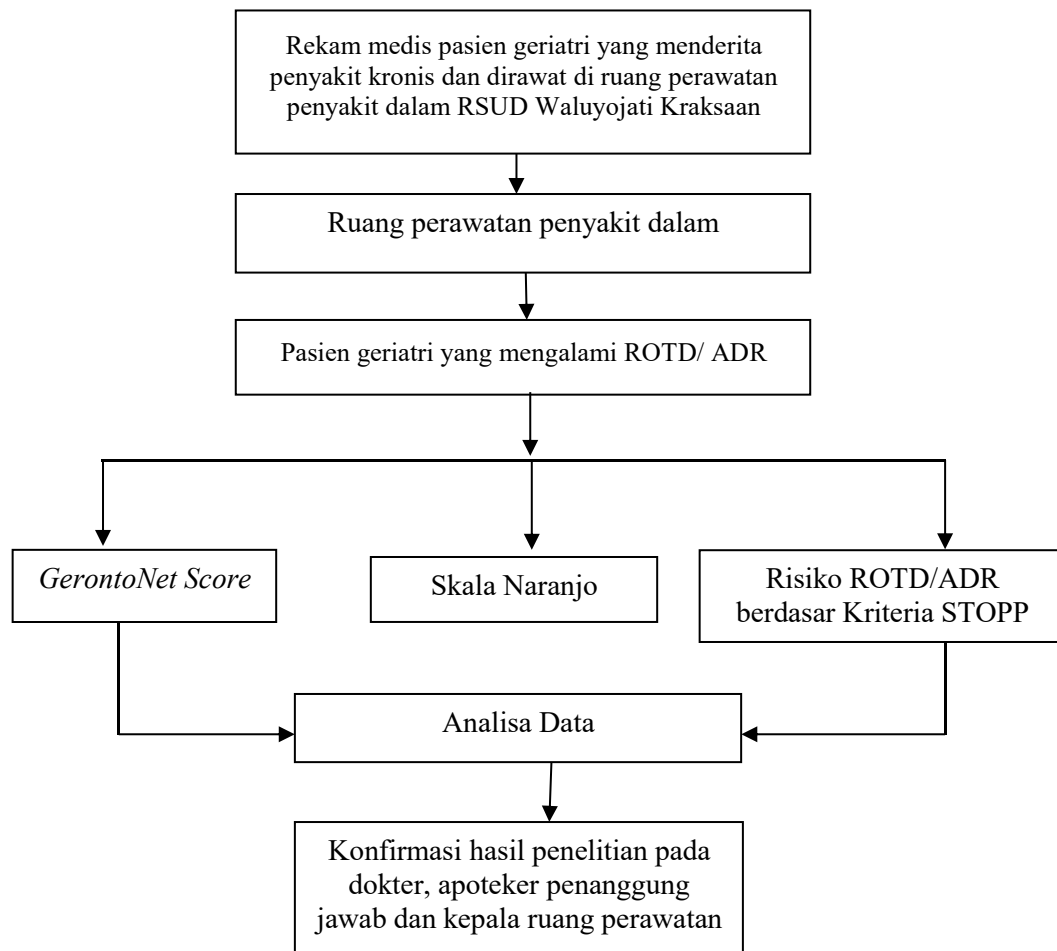 Rekam medis pasien geriatri yang menderita
penyakit kronis dan dirawat di ruang perawatan
penyakit dalam RSUD Waluyojati Kraksaan
Ruang perawatan penyakit dalam
Pasien geriatri yang mengalami ROTD/ ADR
GerontoNet Score
Skala Naranjo
Risiko ROTD/ADR
berdasar Kriteria STOPP
Analisa Data
Konfirmasi hasil penelitian pada
dokter, apoteker penanggung
jawab dan kepala ruang perawatan